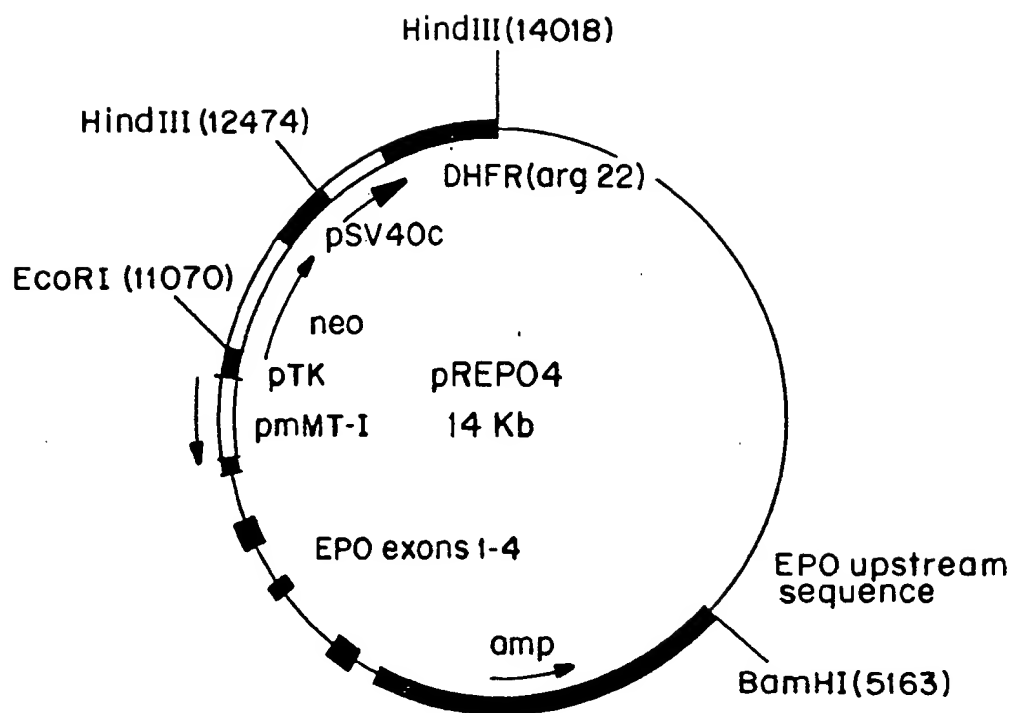 HindIII(14018)
HindIII(12474)
DHFR(arg 22)
pSV40c
EcoRI (11070)
neo
pTK
pREPO4
pmMT-I
14 Kb
EPO exons 1-4
EPO upstream
sequence
amp
BamHI(5163)